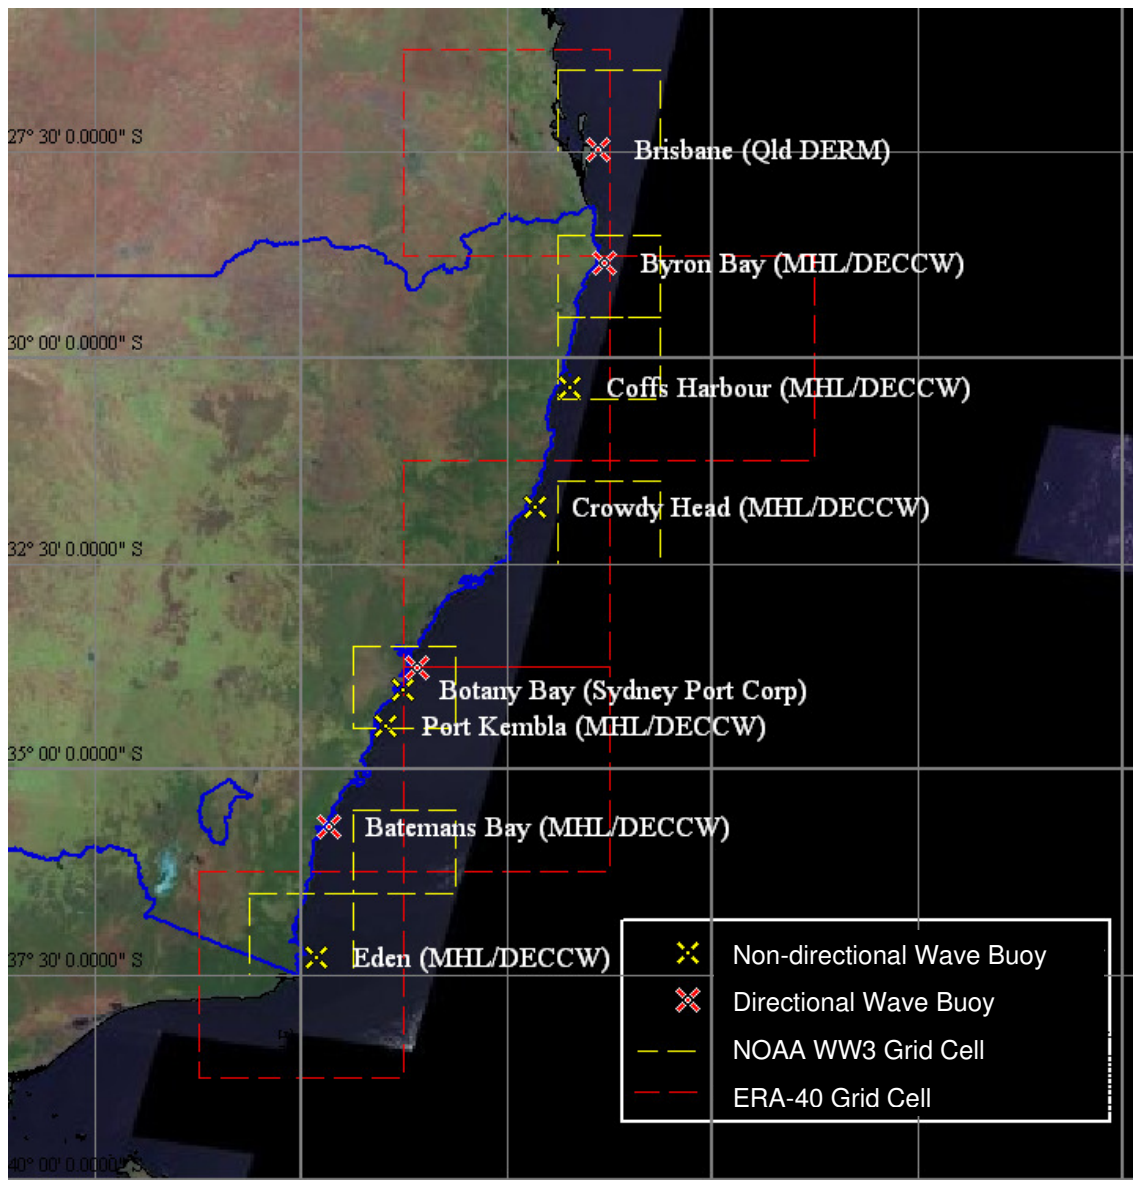 27° 30' 0.0000" S
Brisbane (Qld DERM)
Byron Bay (MHL/DECCW)
30° 00' 0.0000" S
Coffs Harbour (MHL/DECCW)
Crowdy Head (MHL/DECCW)
32° 30' 0.0000" S
Botany Bay (Sydney Port Corp)
Port Kembla (MHL/DECCW)
35° 00' 0.0000" S
Batemans Bay (MHL/DECCW)
Eden (MHL/DECCW)
37° 30' 0.0000" S
Non-directional Wave Buoy
Directional Wave Buoy
NOAA WW3 Grid Cell
ERA-40 Grid Cell
40° 00' 0.0000" S